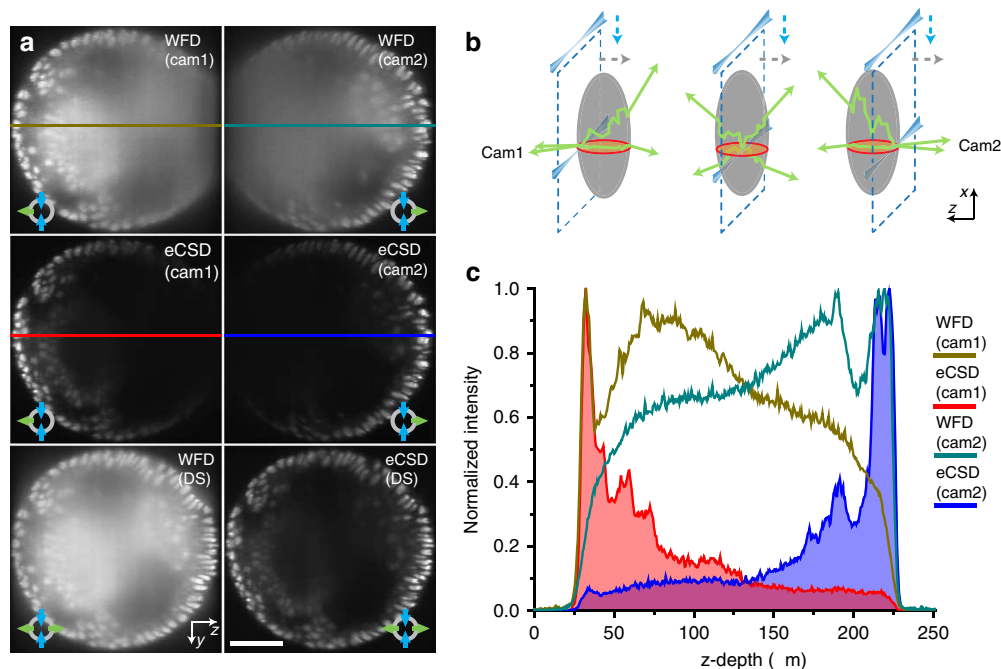 a
WFD
(cam1)
WFD
(cam2)
eCSD
(cam1)
eCSD
(cam2)
WFD
(DS)
eCSD
(DS)
z
y
b
Cam1
Cam2
x
z
c
Normalized intensity
1.0
0.8
0.6
0.4
0.2
0.0
0
50
100
150
200
250
z-depth ( m)
WFD
(cam1)
eCSD
(cam1)
WFD
(cam2)
eCSD
(cam2)